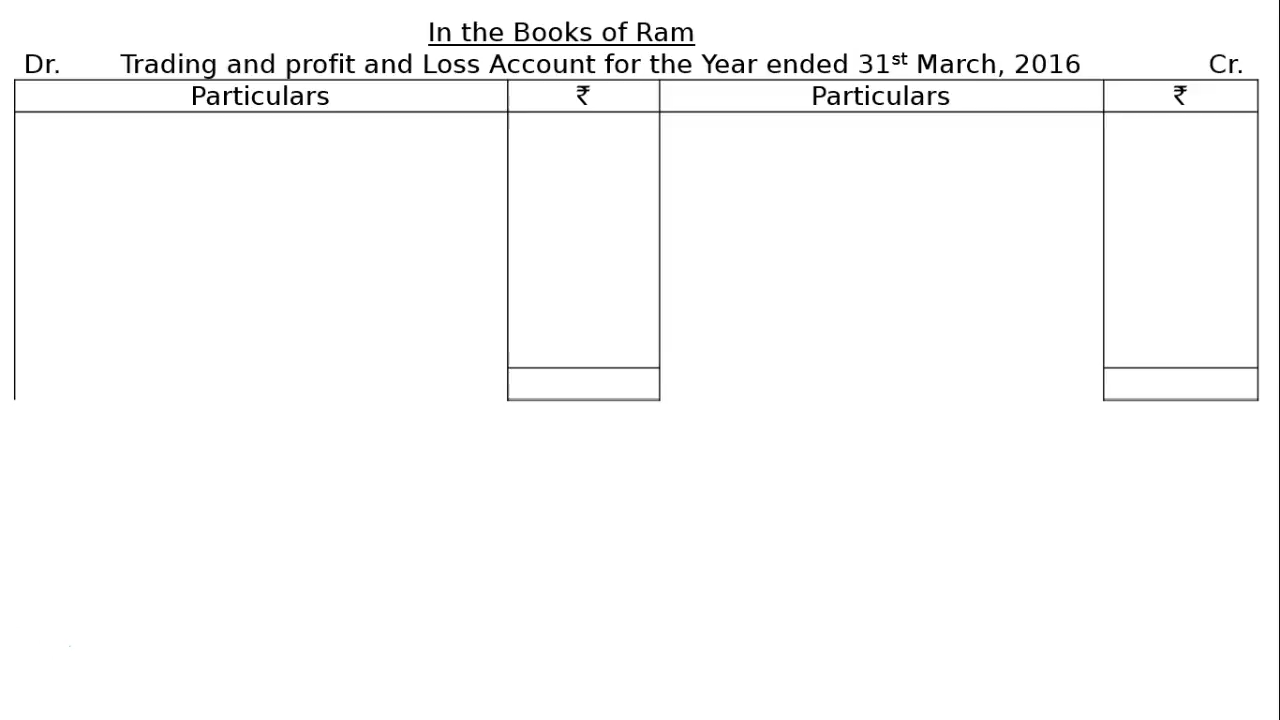 In the Books of Ram
Dr. Trading and profit and Loss Account for the Year ended 31st March, 2016 Cr.
Particulars ₹ Particulars ₹